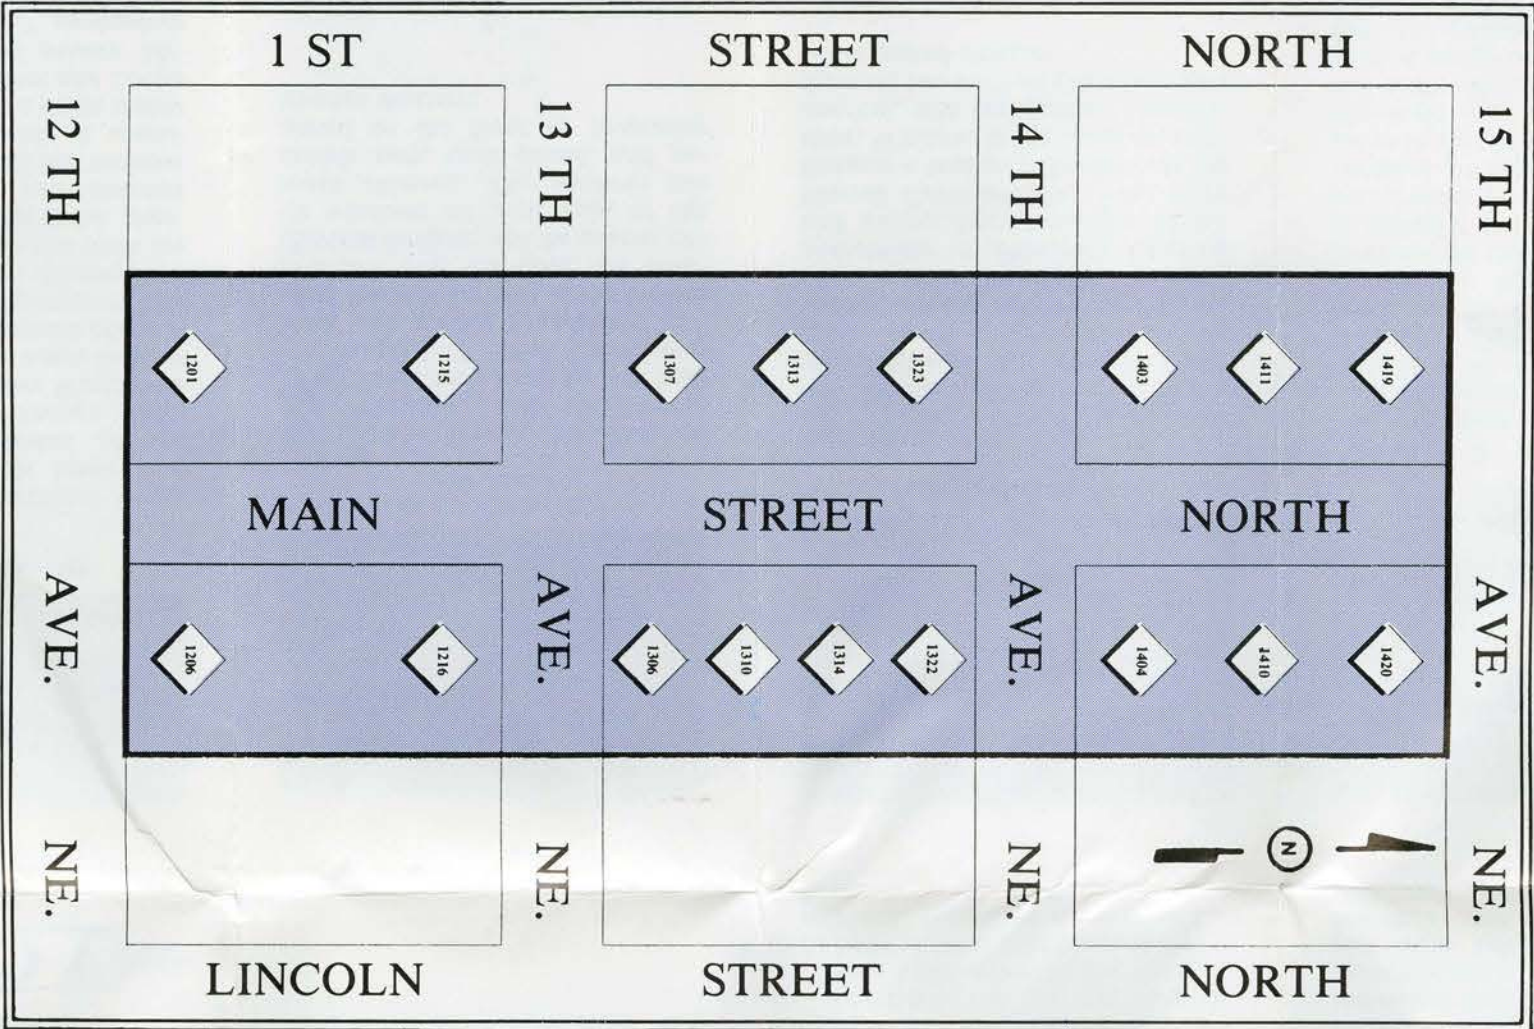 1 ST STREET NORTH
12 TH AVE. NE.
13 TH AVE. NE.
14 TH AVE. NE.
15 TH AVE. NE.
1201
1215
1307
1313
1323
1403
1411
1419
MAIN STREET NORTH
1206
1216
1306
1310
1314
1322
1404
1410
1420
N
LINCOLN STREET NORTH